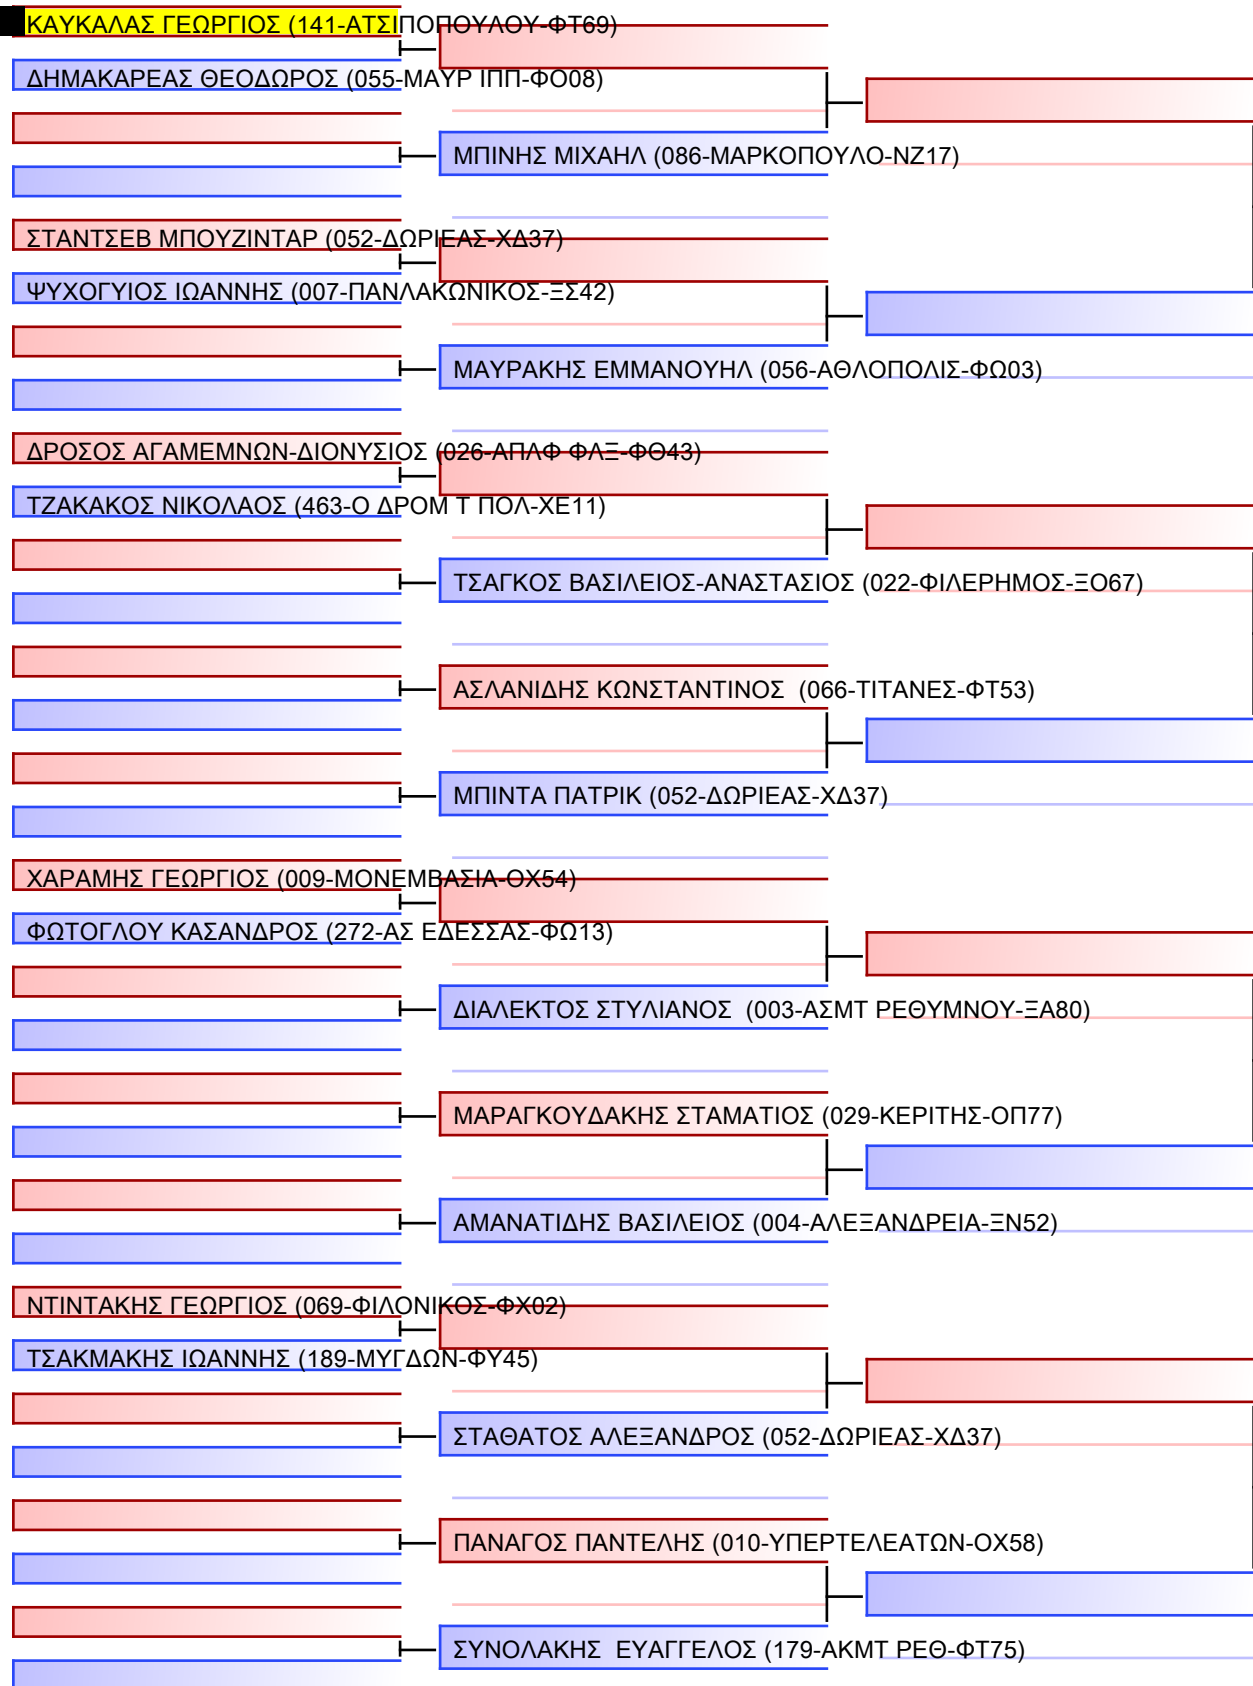 ΚΑΥΚΑΛΑΣ ΓΕΩΡΓΙΟΣ (141-ΑΤΣΙΠΟΠΟΥΛΟΥ-ΦΤ69)
ΔΗΜΑΚΑΡΕΑΣ ΘΕΟΔΩΡΟΣ (055-ΜΑΥΡ ΙΠΠ-ΦΟ08)
ΜΠΙΝΗΣ ΜΙΧΑΗΛ (086-ΜΑΡΚΟΠΟΥΛΟ-ΝΖ17)
ΣΤΑΝΤΣΕΒ ΜΠΟΥΖΙΝΤΑΡ (052-ΔΩΡΙΕΑΣ-ΧΔ37)
ΨΥΧΟΓΥΙΟΣ ΙΩΑΝΝΗΣ (007-ΠΑΝΛΑΚΩΝΙΚΟΣ-ΞΣ42)
ΜΑΥΡΑΚΗΣ ΕΜΜΑΝΟΥΗΛ (056-ΑΘΛΟΠΟΛΙΣ-ΦΩ03)
ΔΡΟΣΟΣ ΑΓΑΜΕΜΝΩΝ-ΔΙΟΝΥΣΙΟΣ (026-ΑΠΛΦ ΦΛΞ-ΦΘ43)
ΤΖΑΚΑΚΟΣ ΝΙΚΟΛΑΟΣ (463-Ο ΔΡΟΜ Τ ΠΟΛ-ΧΕ11)
ΤΣΑΓΚΟΣ ΒΑΣΙΛΕΙΟΣ-ΑΝΑΣΤΑΣΙΟΣ (022-ΦΙΛΕΡΗΜΟΣ-ΞΟ67)
ΑΣΛΑΝΙΔΗΣ ΚΩΝΣΤΑΝΤΙΝΟΣ  (066-ΤΙΤΑΝΕΣ-ΦΤ53)
ΜΠΙΝΤΑ ΠΑΤΡΙΚ (052-ΔΩΡΙΕΑΣ-ΧΔ37)
ΧΑΡΑΜΗΣ ΓΕΩΡΓΙΟΣ (009-ΜΟΝΕΜΒΑΣΙΑ-ΟΧ54)
ΦΩΤΟΓΛΟΥ ΚΑΣΑΝΔΡΟΣ (272-ΑΣ ΕΔΕΣΣΑΣ-ΦΩ13)
ΔΙΑΛΕΚΤΟΣ ΣΤΥΛΙΑΝΟΣ  (003-ΑΣΜΤ ΡΕΘΥΜΝΟΥ-ΞΑ80)
ΜΑΡΑΓΚΟΥΔΑΚΗΣ ΣΤΑΜΑΤΙΟΣ (029-ΚΕΡΙΤΗΣ-ΟΠ77)
ΑΜΑΝΑΤΙΔΗΣ ΒΑΣΙΛΕΙΟΣ (004-ΑΛΕΞΑΝΔΡΕΙΑ-ΞΝ52)
ΝΤΙΝΤΑΚΗΣ ΓΕΩΡΓΙΟΣ (069-ΦΙΛΟΝΙΚΟΣ-ΦΧ02)
ΤΣΑΚΜΑΚΗΣ ΙΩΑΝΝΗΣ (189-ΜΥΓΔΩΝ-ΦΥ45)
ΣΤΑΘΑΤΟΣ ΑΛΕΞΑΝΔΡΟΣ (052-ΔΩΡΙΕΑΣ-ΧΔ37)
ΠΑΝΑΓΟΣ ΠΑΝΤΕΛΗΣ (010-ΥΠΕΡΤΕΛΕΑΤΩΝ-ΟΧ58)
ΣΥΝΟΛΑΚΗΣ  ΕΥΑΓΓΕΛΟΣ (179-ΑΚΜΤ ΡΕΘ-ΦΤ75)